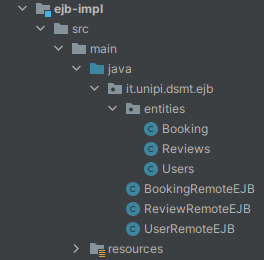 ejb-impl
src
main
java
it.unipi.dsmt.ejb
entities
Booking
Reviews
Users
BookingRemoteEJB
ReviewRemoteEJB
UserRemoteEJB
resources